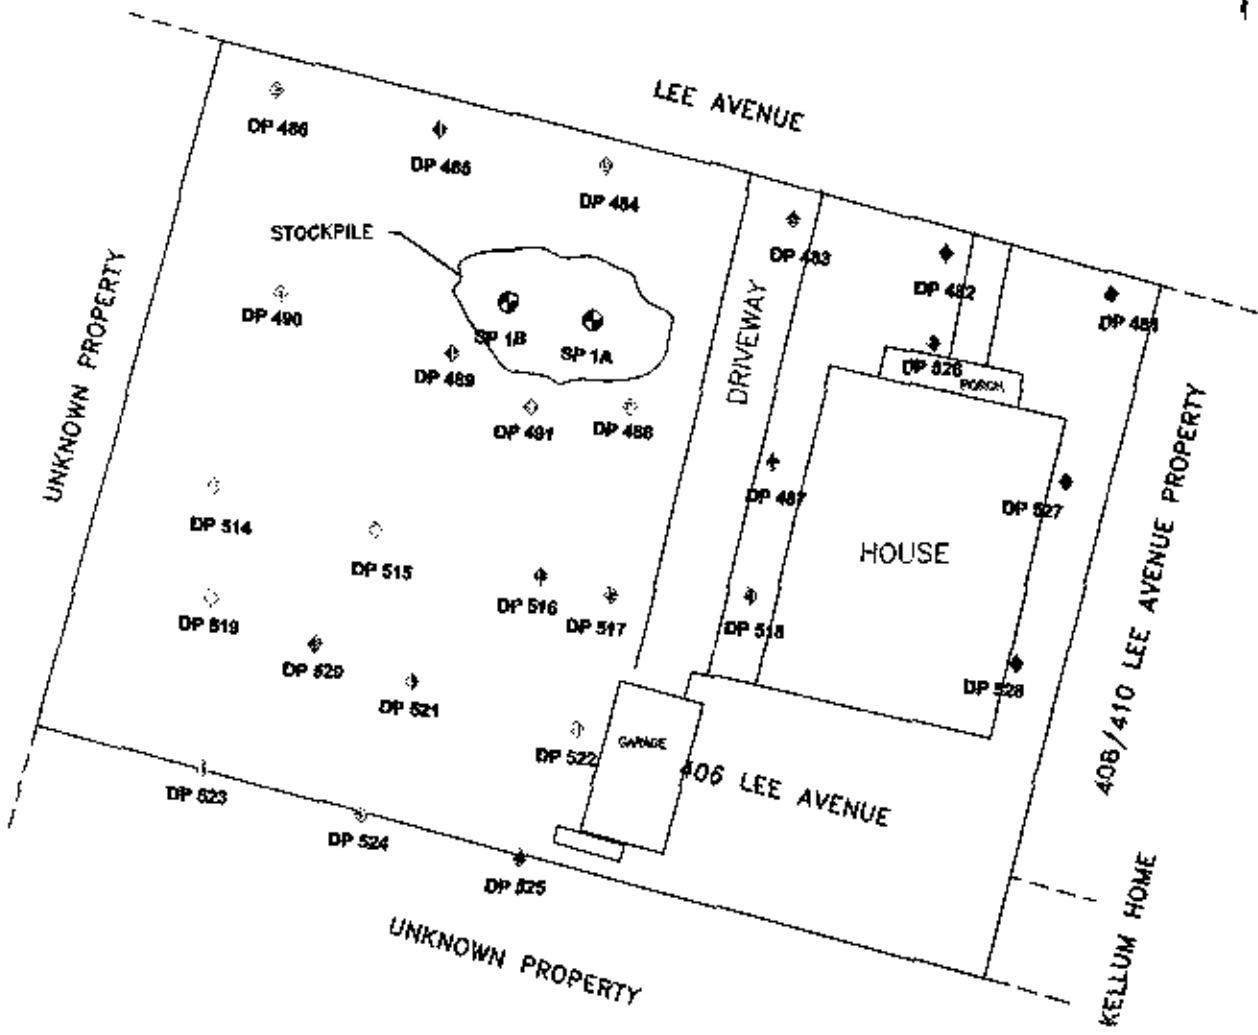 LEE AVENUE
DP 486
DP 485
DP 484
STOCKPILE
DP 483
DP 482
DP 481
DP 490
SP 1B
SP 1A
DP 489
DP 526
PORCH
DRIVEWAY
DP 491
DP 488
UNKNOWN PROPERTY
DP 487
DP 527
408/410 LEE AVENUE PROPERTY
DP 514
DP 515
HOUSE
DP 516
DP 517
DP 518
DP 519
DP 520
DP 521
DP 528
DP 522
GARAGE
406 LEE AVENUE
DP 523
DP 524
DP 525
UNKNOWN PROPERTY
KELLUM HOME